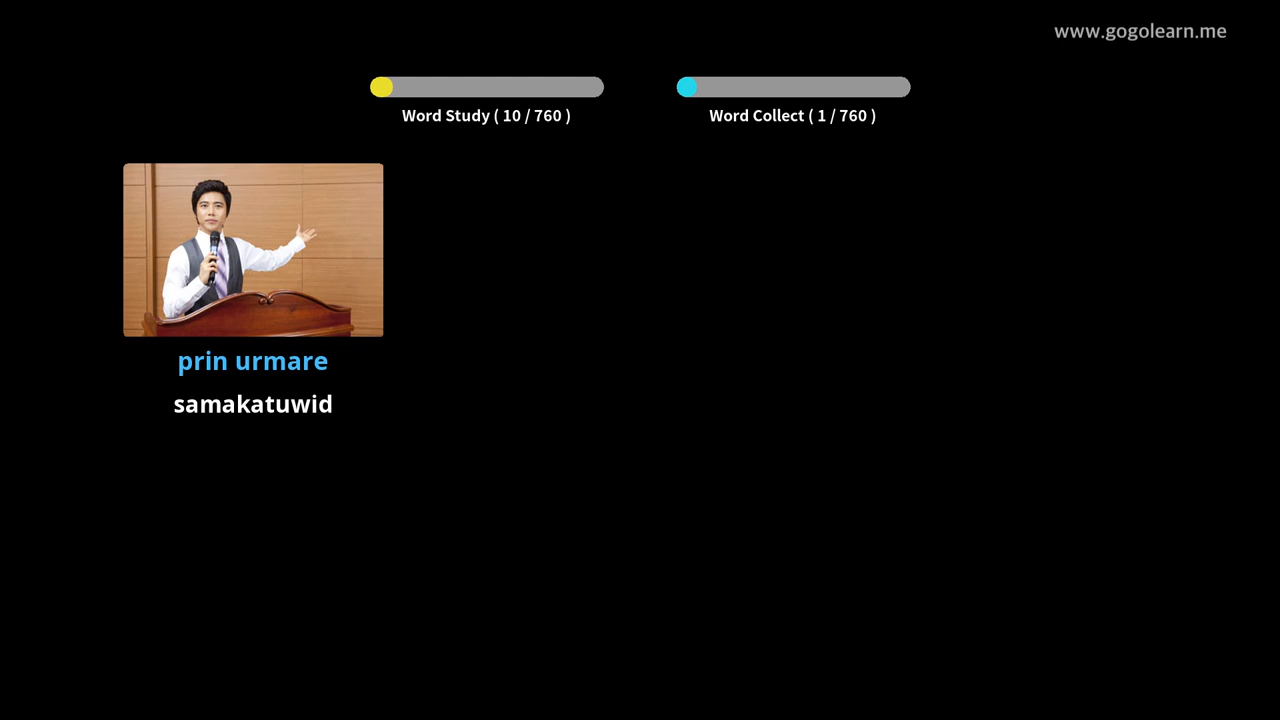 www.gogolearn.me
Word Study ( 10 / 760 )
Word Collect ( 1 / 760 )
prin urmare
samakatuwid